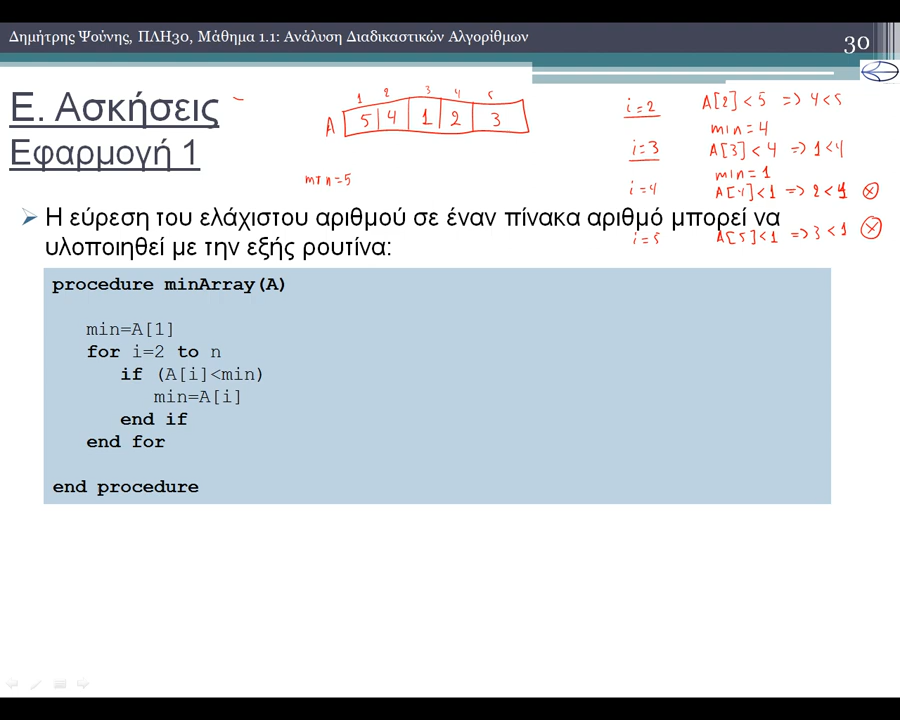 Δημήτρης Ψούνης, ΠΛΗ30, Μάθημα 1.1: Ανάλυση Διαδικαστικών Αλγορίθμων
30
Ε. Ασκήσεις
Εφαρμογή 1
1 2 3 4 5
A 5 4 1 2 3
min=5
i=2 A[2]<5 => 4<5
min=4
i=3 A[3]<4 => 1<4
min=1
i=4 A[4]<1 => 2<1
i=5 A[5]<1 => 3<1
Η εύρεση του ελάχιστου αριθμού σε έναν πίνακα αριθμό μπορεί να
υλοποιηθεί με την εξής ρουτίνα:
procedure minArray(A)
min=A[1]
for i=2 to n
if (A[i]<min)
min=A[i]
end if
end for
end procedure